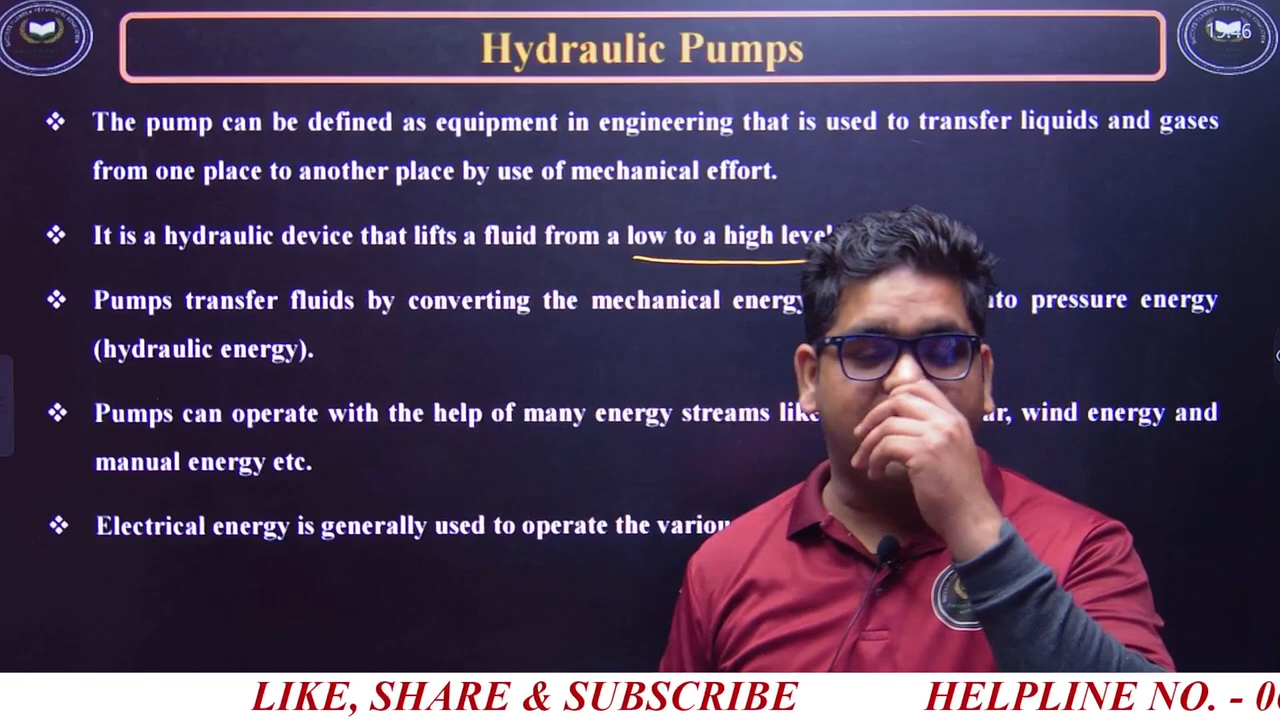 Hydraulic Pumps
15:46
❖ The pump can be defined as equipment in engineering that is used to transfer liquids and gases
from one place to another place by use of mechanical effort.
❖ It is a hydraulic device that lifts a fluid from a low to a high level
❖ Pumps transfer fluids by converting the mechanical energy pressure energy
(hydraulic energy).
❖ Pumps can operate with the help of many energy streams wind energy and
manual energy etc.
❖ Electrical energy is generally used to operate the
LIKE, SHARE & SUBSCRIBE HELPLINE NO. -